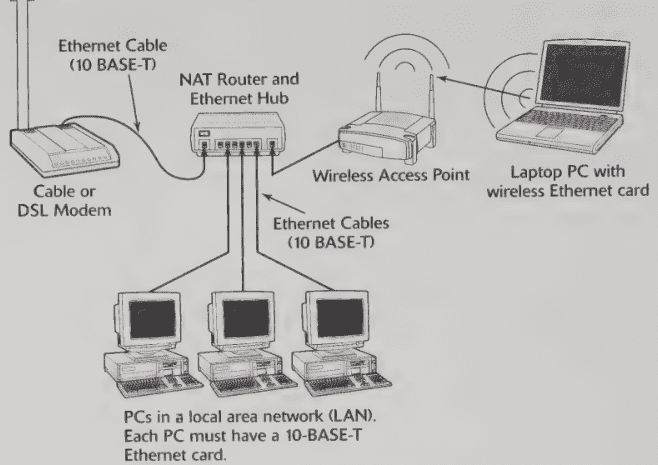 Ethernet Cable
(10 BASE-T)
NAT Router and
Ethernet Hub
Cable or
DSL Modem
Wireless Access Point
Laptop PC with
wireless Ethernet card
Ethernet Cables
(10 BASE-T)
PCs in a local area network (LAN).
Each PC must have a 10-BASE-T
Ethernet card.